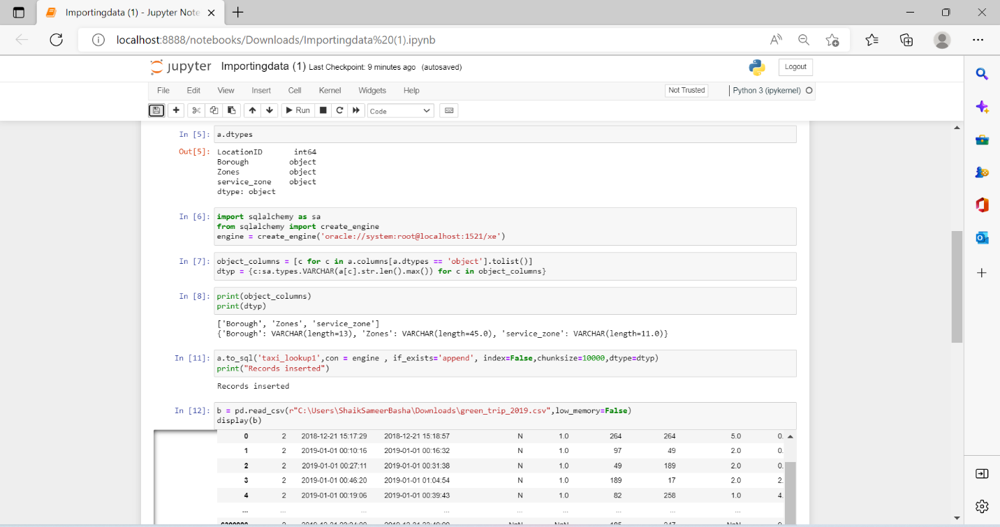 Importingdata (1) - Jupyter Note
localhost:8888/notebooks/Downloads/Importingdata%20(1).ipynb
jupyter Importingdata (1) Last Checkpoint: 9 minutes ago (autosaved)
Logout
File Edit View Insert Cell Kernel Widgets Help
Not Trusted
Python 3 (ipykernel)
Run
Code
In [5]: a.dtypes
Out[5]: LocationID int64
Borough object
Zones object
service_zone object
dtype: object
In [6]: import sqlalchemy as sa
from sqlalchemy import create_engine
engine = create_engine('oracle://system:root@localhost:1521/xe')
In [7]: object_columns = [c for c in a.columns[a.dtypes == 'object'].tolist()]
dtyp = {c:sa.types.VARCHAR(a[c].str.len().max()) for c in object_columns}
In [8]: print(object_columns)
print(dtyp)
['Borough', 'Zones', 'service_zone']
{'Borough': VARCHAR(length=13), 'Zones': VARCHAR(length=45.0), 'service_zone': VARCHAR(length=11.0)}
In [11]: a.to_sql('taxi_lookup1',con = engine , if_exists='append', index=False,chunksize=10000,dtype=dtyp)
print("Records inserted")
Records inserted
In [12]: b = pd.read_csv(r"C:\Users\ShaikSameerBasha\Downloads\green_trip_2019.csv",low_memory=False)
display(b)
0 2 2018-12-21 15:17:29 2018-12-21 15:18:57 N 1.0 264 264 5.0 0.
1 2 2019-01-01 00:10:16 2019-01-01 00:16:32 N 1.0 97 49 2.0 0.
2 2 2019-01-01 00:27:11 2019-01-01 00:31:38 N 1.0 49 189 2.0 0.
3 2 2019-01-01 00:46:20 2019-01-01 01:04:54 N 1.0 189 17 2.0 2.
4 2 2019-01-01 00:19:06 2019-01-01 00:39:43 N 1.0 82 258 1.0 4.
... ... ... ... ... ... ... ... ... ...